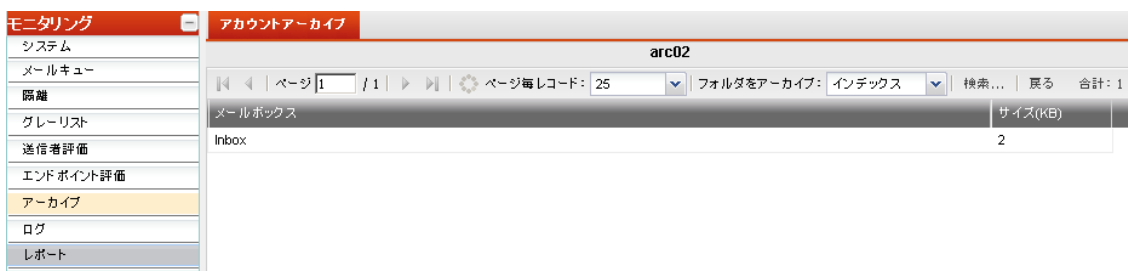 モニタリング
システム
メールキュー
隔離
グレーリスト
送信者評価
エンドポイント評価
アーカイブ
ログ
レポート
アカウントアーカイブ
arc02
ページ 1 / 1 ページ毎レコード: 25 フォルダをアーカイブ: インデックス 検索... 戻る 合計: 1
メールボックス サイズ(KB)
Inbox 2